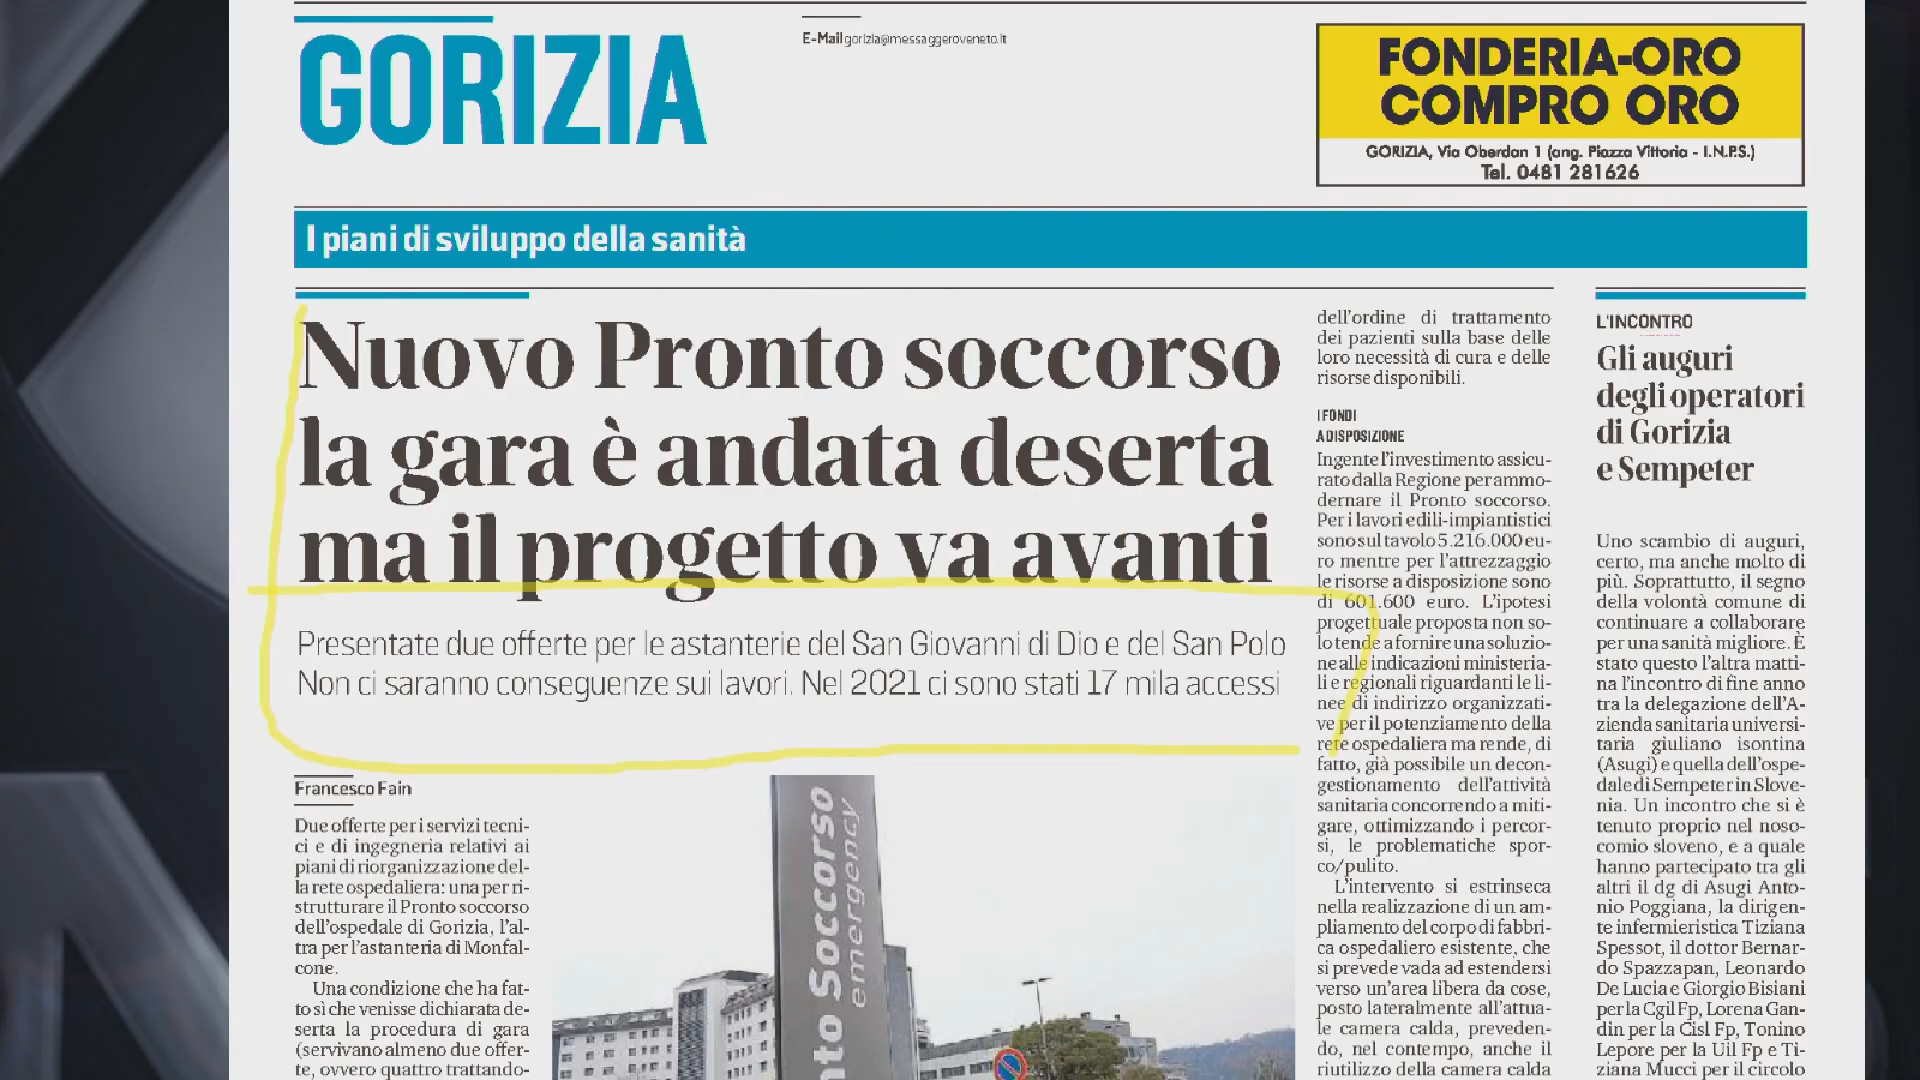 GORIZIA
E-Mail gorizia@messaggeroveneto.it
FONDERIA-ORO
COMPRO ORO
GORIZIA, Via Oberdan 1 (ang. Piazza Vittoria - I.N.P.S.)
Tel. 0481 281626
I piani di sviluppo della sanità
Nuovo Pronto soccorso
la gara è andata deserta
ma il progetto va avanti
Presentate due offerte per le astanterie del San Giovanni di Dio e del San Polo
Non ci saranno conseguenze sui lavori. Nel 2021 ci sono stati 17 mila accessi
Francesco Fain
Due offerte per i servizi tecni-
ci e di ingegneria relativi ai
piani di riorganizzazione del-
la rete ospedaliera: una per ri-
strutturare il Pronto soccorso
dell'ospedale di Gorizia, l'al-
tra per l'astanteria di Monfal-
cone.
Una condizione che ha fat-
to sì che venisse dichiarata de-
serta la procedura di gara
(servivano almeno due offer-
te, ovvero quattro trattando-
nto Soccorso
emergency
dell'ordine di trattamento
dei pazienti sulla base delle
loro necessità di cura e delle
risorse disponibili.
I FONDI
A DISPOSIZIONE
Ingente l'investimento assicu-
rato dalla Regione per ammo-
dernare il Pronto soccorso.
Per i lavori edili-impiantistici
sono sul tavolo 5.216.000 eu-
ro mentre per l'attrezzaggio
le risorse a disposizione sono
di 601.600 euro. L'ipotesi
progettuale proposta non so-
lo tende a fornire una soluzio-
ne alle indicazioni ministeria-
li e regionali riguardanti le li-
nee di indirizzo organizzati-
ve per il potenziamento della
rete ospedaliera ma rende, di
fatto, già possibile un decon-
gestionamento dell'attività
sanitaria concorrendo a miti-
gare, ottimizzando i percor-
si, le problematiche spor-
co/pulito.
L'intervento si estrinseca
nella realizzazione di un am-
pliamento del corpo di fabbri-
ca ospedaliero esistente, che
si prevede vada ad estendersi
verso un'area libera da cose,
posto lateralmente all'attua-
le camera calda, preveden-
do, nel contempo, anche il
riutilizzo della camera calda
L'INCONTRO
Gli auguri
degli operatori
di Gorizia
e Sempeter
Uno scambio di auguri,
certo, ma anche molto di
più. Soprattutto, il segno
della volontà comune di
continuare a collaborare
per una sanità migliore. È
stato questo l'altra matti-
na l'incontro di fine anno
tra la delegazione dell'A-
zienda sanitaria universi-
taria giuliano isontina
(Asugi) e quella dell'ospe-
dale di Sempeter in Slove-
nia. Un incontro che si è
tenuto proprio nel noso-
comio sloveno, e a quale
hanno partecipato tra gli
altri il dg di Asugi Anto-
nio Poggiana, la dirigen-
te infermieristica Tiziana
Spessot, il dottor Bernar-
do Spazzapan, Leonardo
De Lucia e Giorgio Bisiani
per la Cgil Fp, Lorena Gan-
din per la Cisl Fp, Tonino
Lepore per la Uil Fp e Ti-
ziana Mucci per il circolo